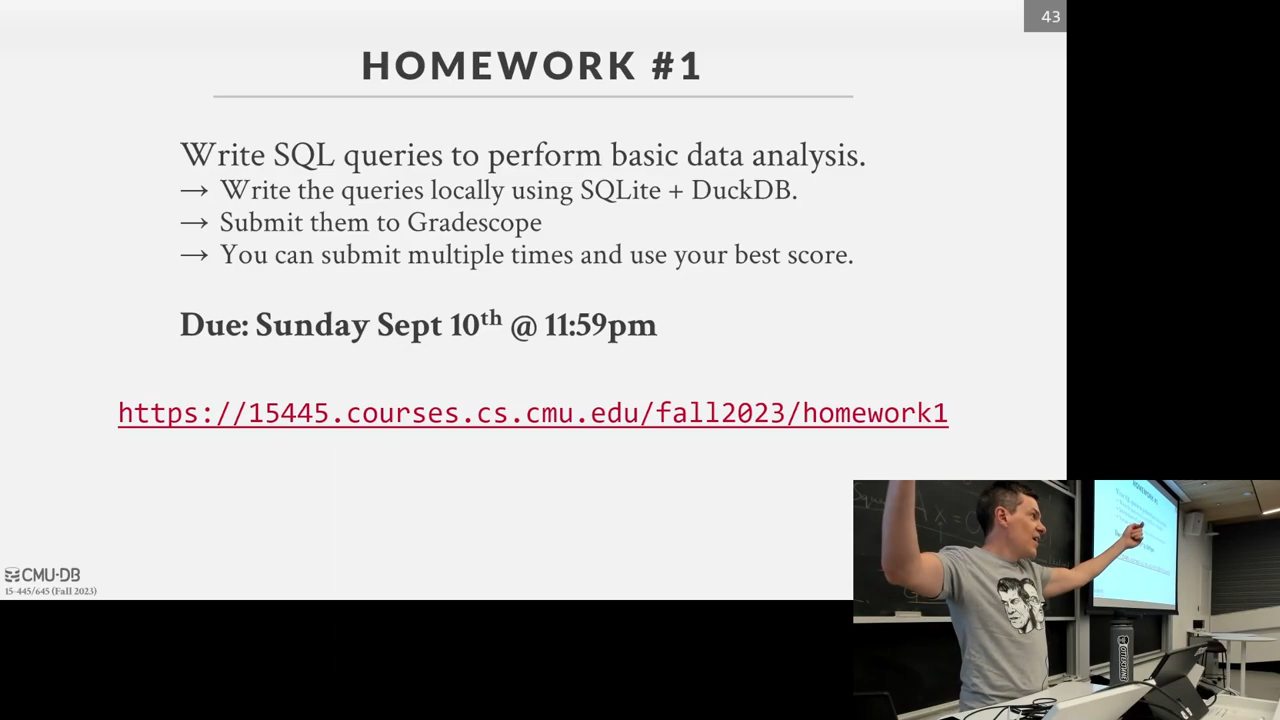 43
HOMEWORK #1
Write SQL queries to perform basic data analysis.
→ Write the queries locally using SQLite + DuckDB.
→ Submit them to Gradescope
→ You can submit multiple times and use your best score.
Due: Sunday Sept 10th @ 11:59pm
https://15445.courses.cs.cmu.edu/fall2023/homework1
CMU·DB
15-445/645 (Fall 2023)
HOMEWORK #1